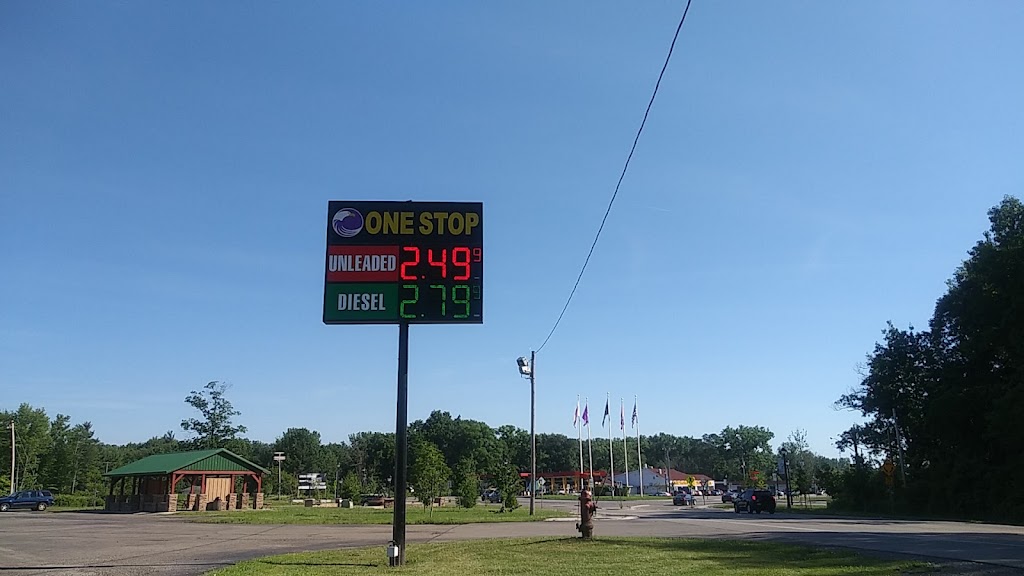 ONE STOP
UNLEADED 2.49 9
DIESEL 2.79 9